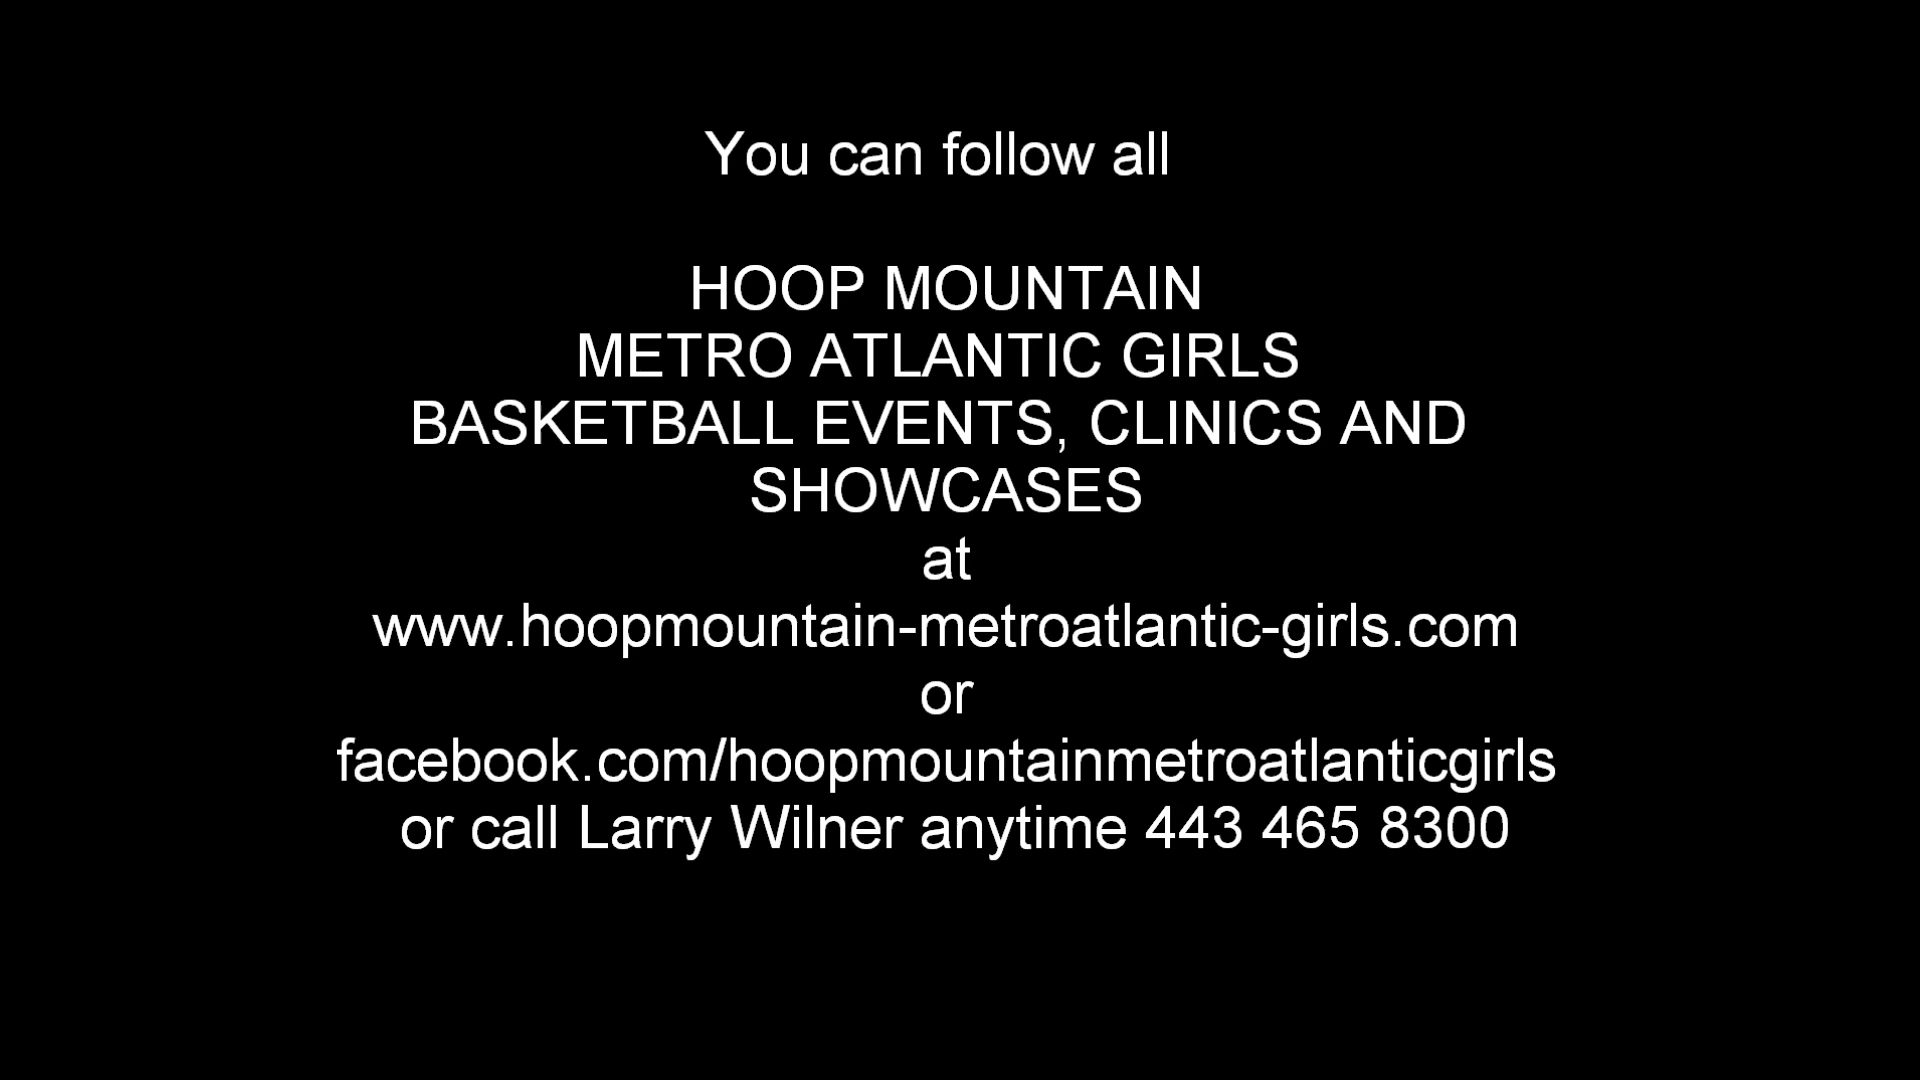 You can follow all
HOOP MOUNTAIN
METRO ATLANTIC GIRLS
BASKETBALL EVENTS, CLINICS AND
SHOWCASES
at
www.hoopmountain-metroatlantic-girls.com
or
facebook.com/hoopmountainmetroatlanticgirls
or call Larry Wilner anytime 443 465 8300